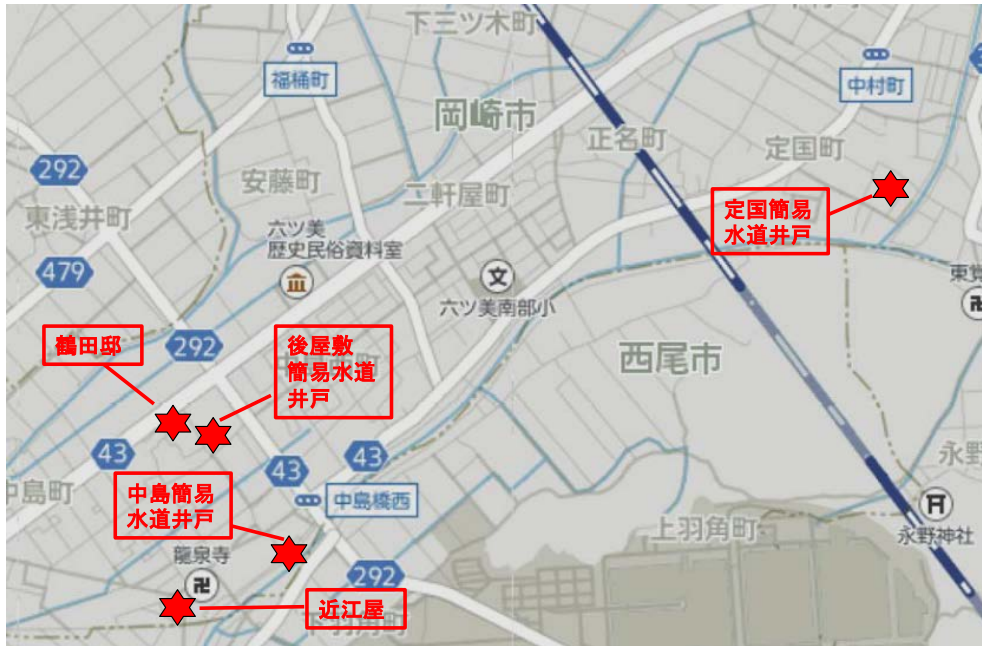 下三ツ木町
福桶町
岡崎市
中村町
正名町
定国町
292
安藤町
二軒屋町
東浅井町
定国簡易
水道井戸
六ツ美
歴史民俗資料室
479
文
六ツ美南部小
鶴田邸
292
後屋敷
簡易水道
井戸
西尾市
43
43
43
永野
中島町
中島簡易
水道井戸
中島橋西
上羽角町
永野神社
龍泉寺
292
近江屋
下羽角町